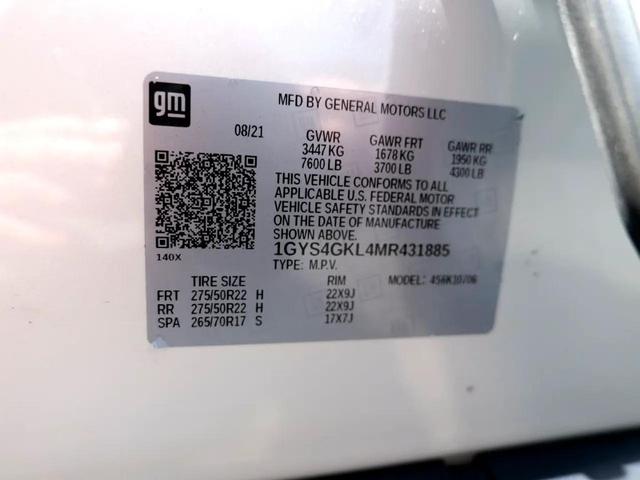 gm
MFD BY GENERAL MOTORS LLC
08/21 GVWR GAWR FRT GAWR RR
3447 KG 1678 KG 1950 KG
7600 LB 3700 LB 4300 LB
THIS VEHICLE CONFORMS TO ALL
APPLICABLE U.S. FEDERAL MOTOR
VEHICLE SAFETY STANDARDS IN EFFECT
ON THE DATE OF MANUFACTURE
SHOWN ABOVE.
140X
1GYS4GKL4MR431885
TYPE: M.P.V. MODEL: 4S6K10706
TIRE SIZE RIM
FRT 275/50R22 H 22X9J
RR 275/50R22 H 22X9J
SPA 265/70R17 S 17X7J